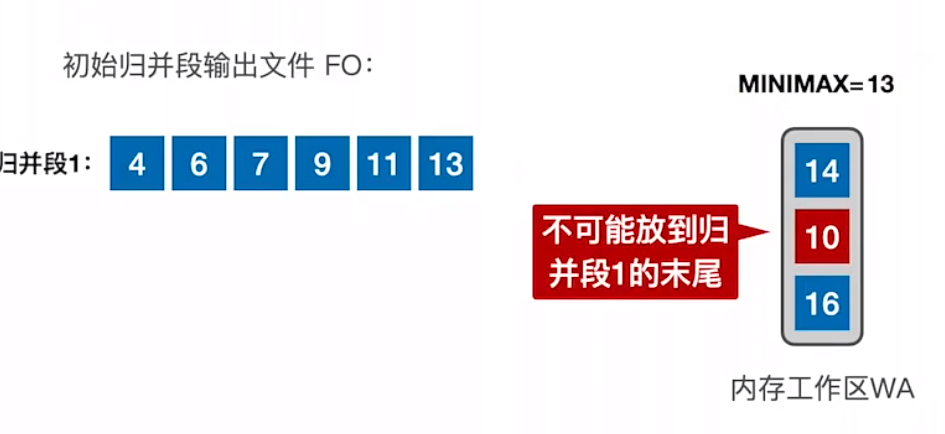 初始归并段输出文件 FO：
MINIMAX=13
归并段1：
4 6 7 9 11 13
14
不可能放到归
并段1的末尾
10
16
内存工作区WA